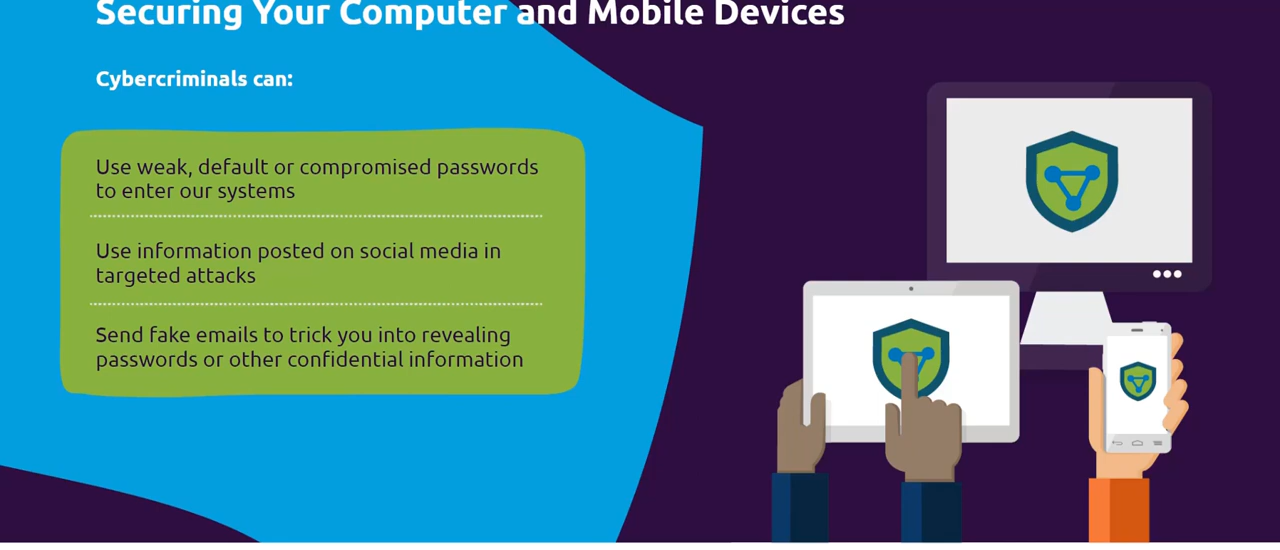 Securing Your Computer and Mobile Devices
Cybercriminals can:
Use weak, default or compromised passwords
to enter our systems
Use information posted on social media in
targeted attacks
Send fake emails to trick you into revealing
passwords or other confidential information